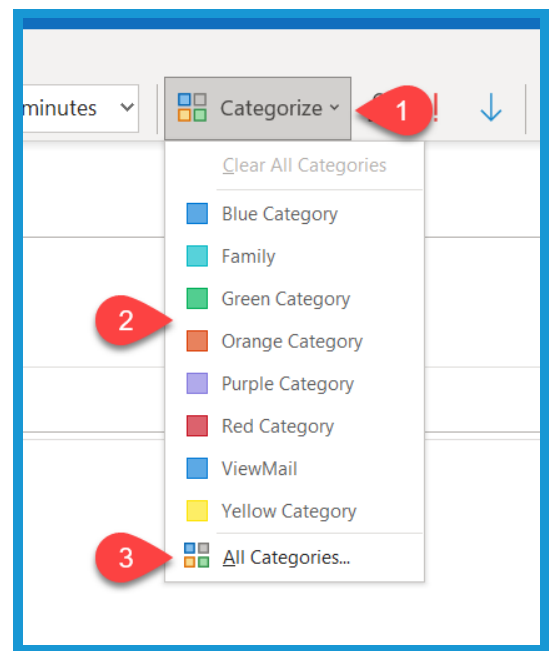 minutes Categorize 1 !
Clear All Categories
Blue Category
Family
Green Category
2
Orange Category
Purple Category
Red Category
ViewMail
Yellow Category
3 All Categories...